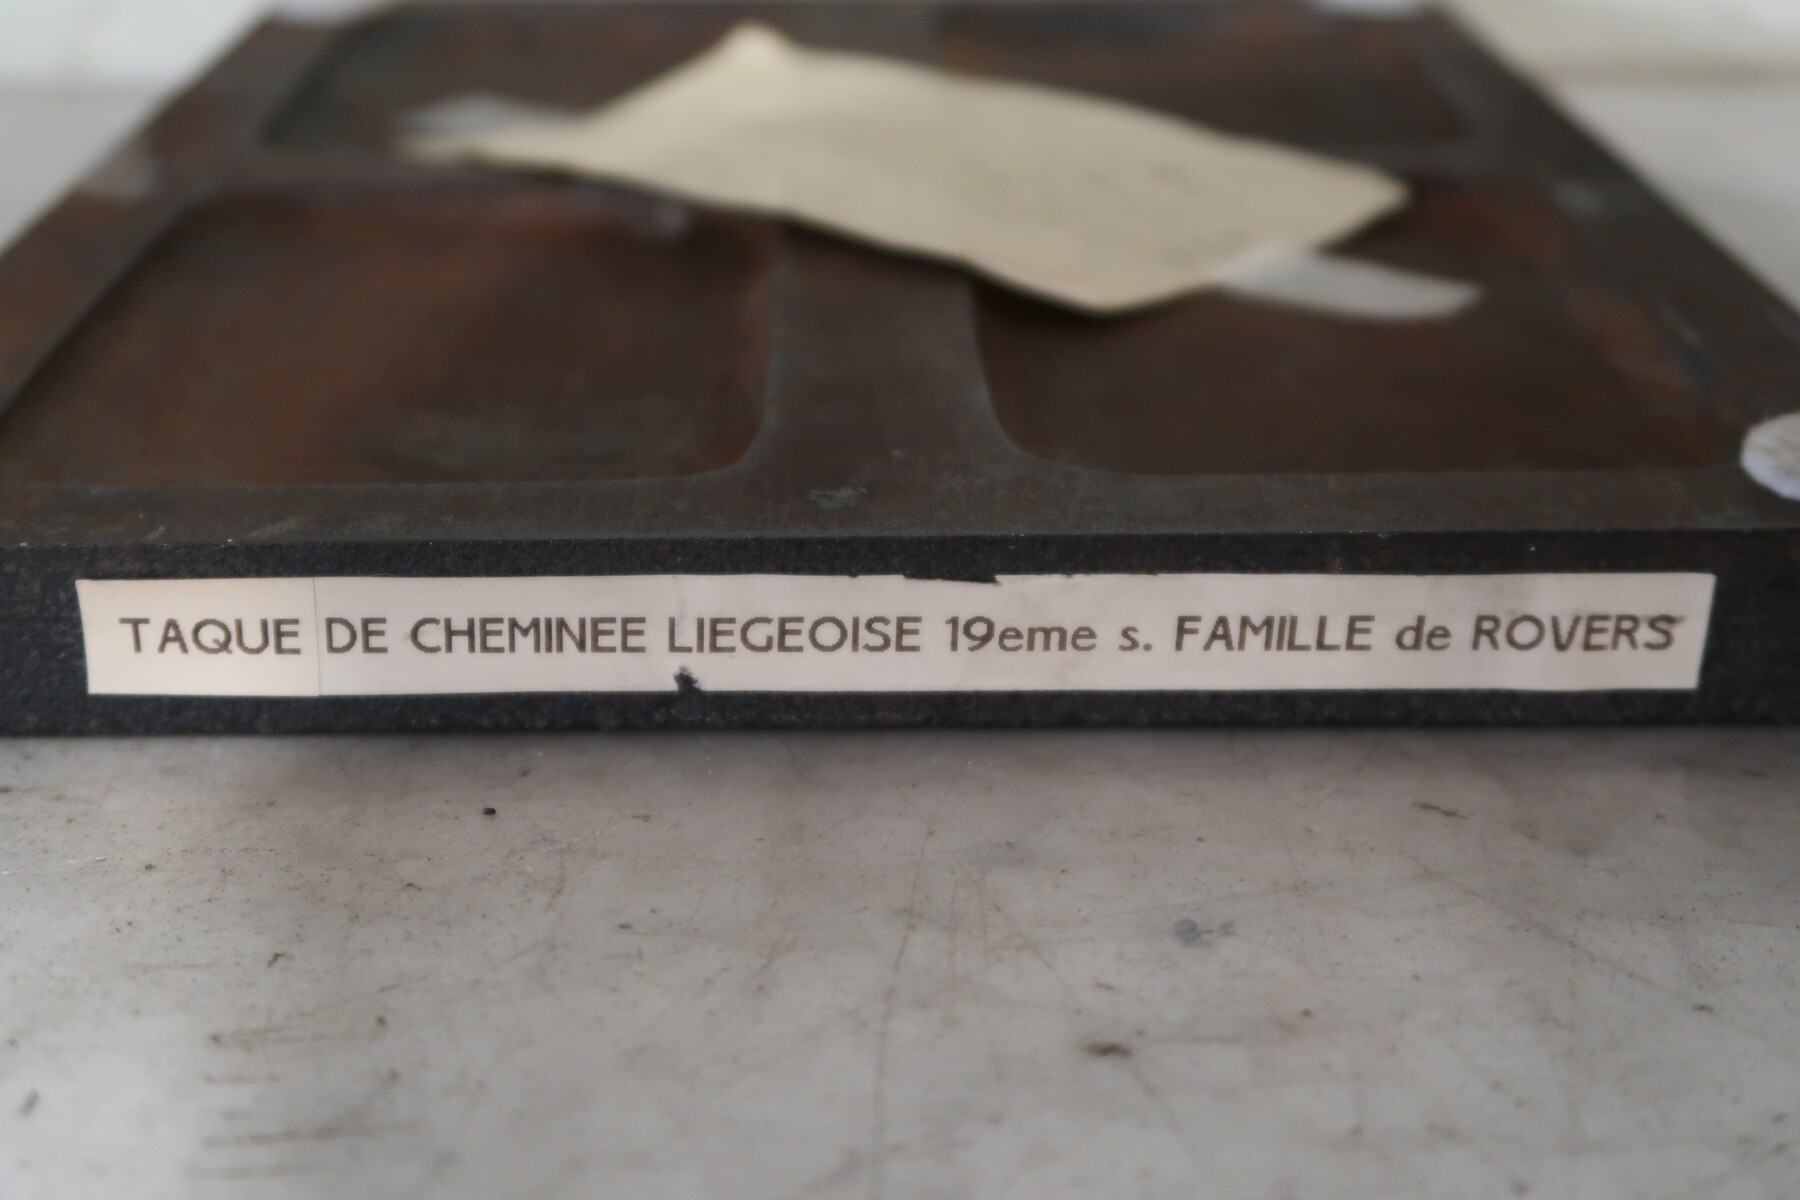 TAQUE DE CHEMINEE LIEGEOISE 19eme s. FAMILLE de ROVERS